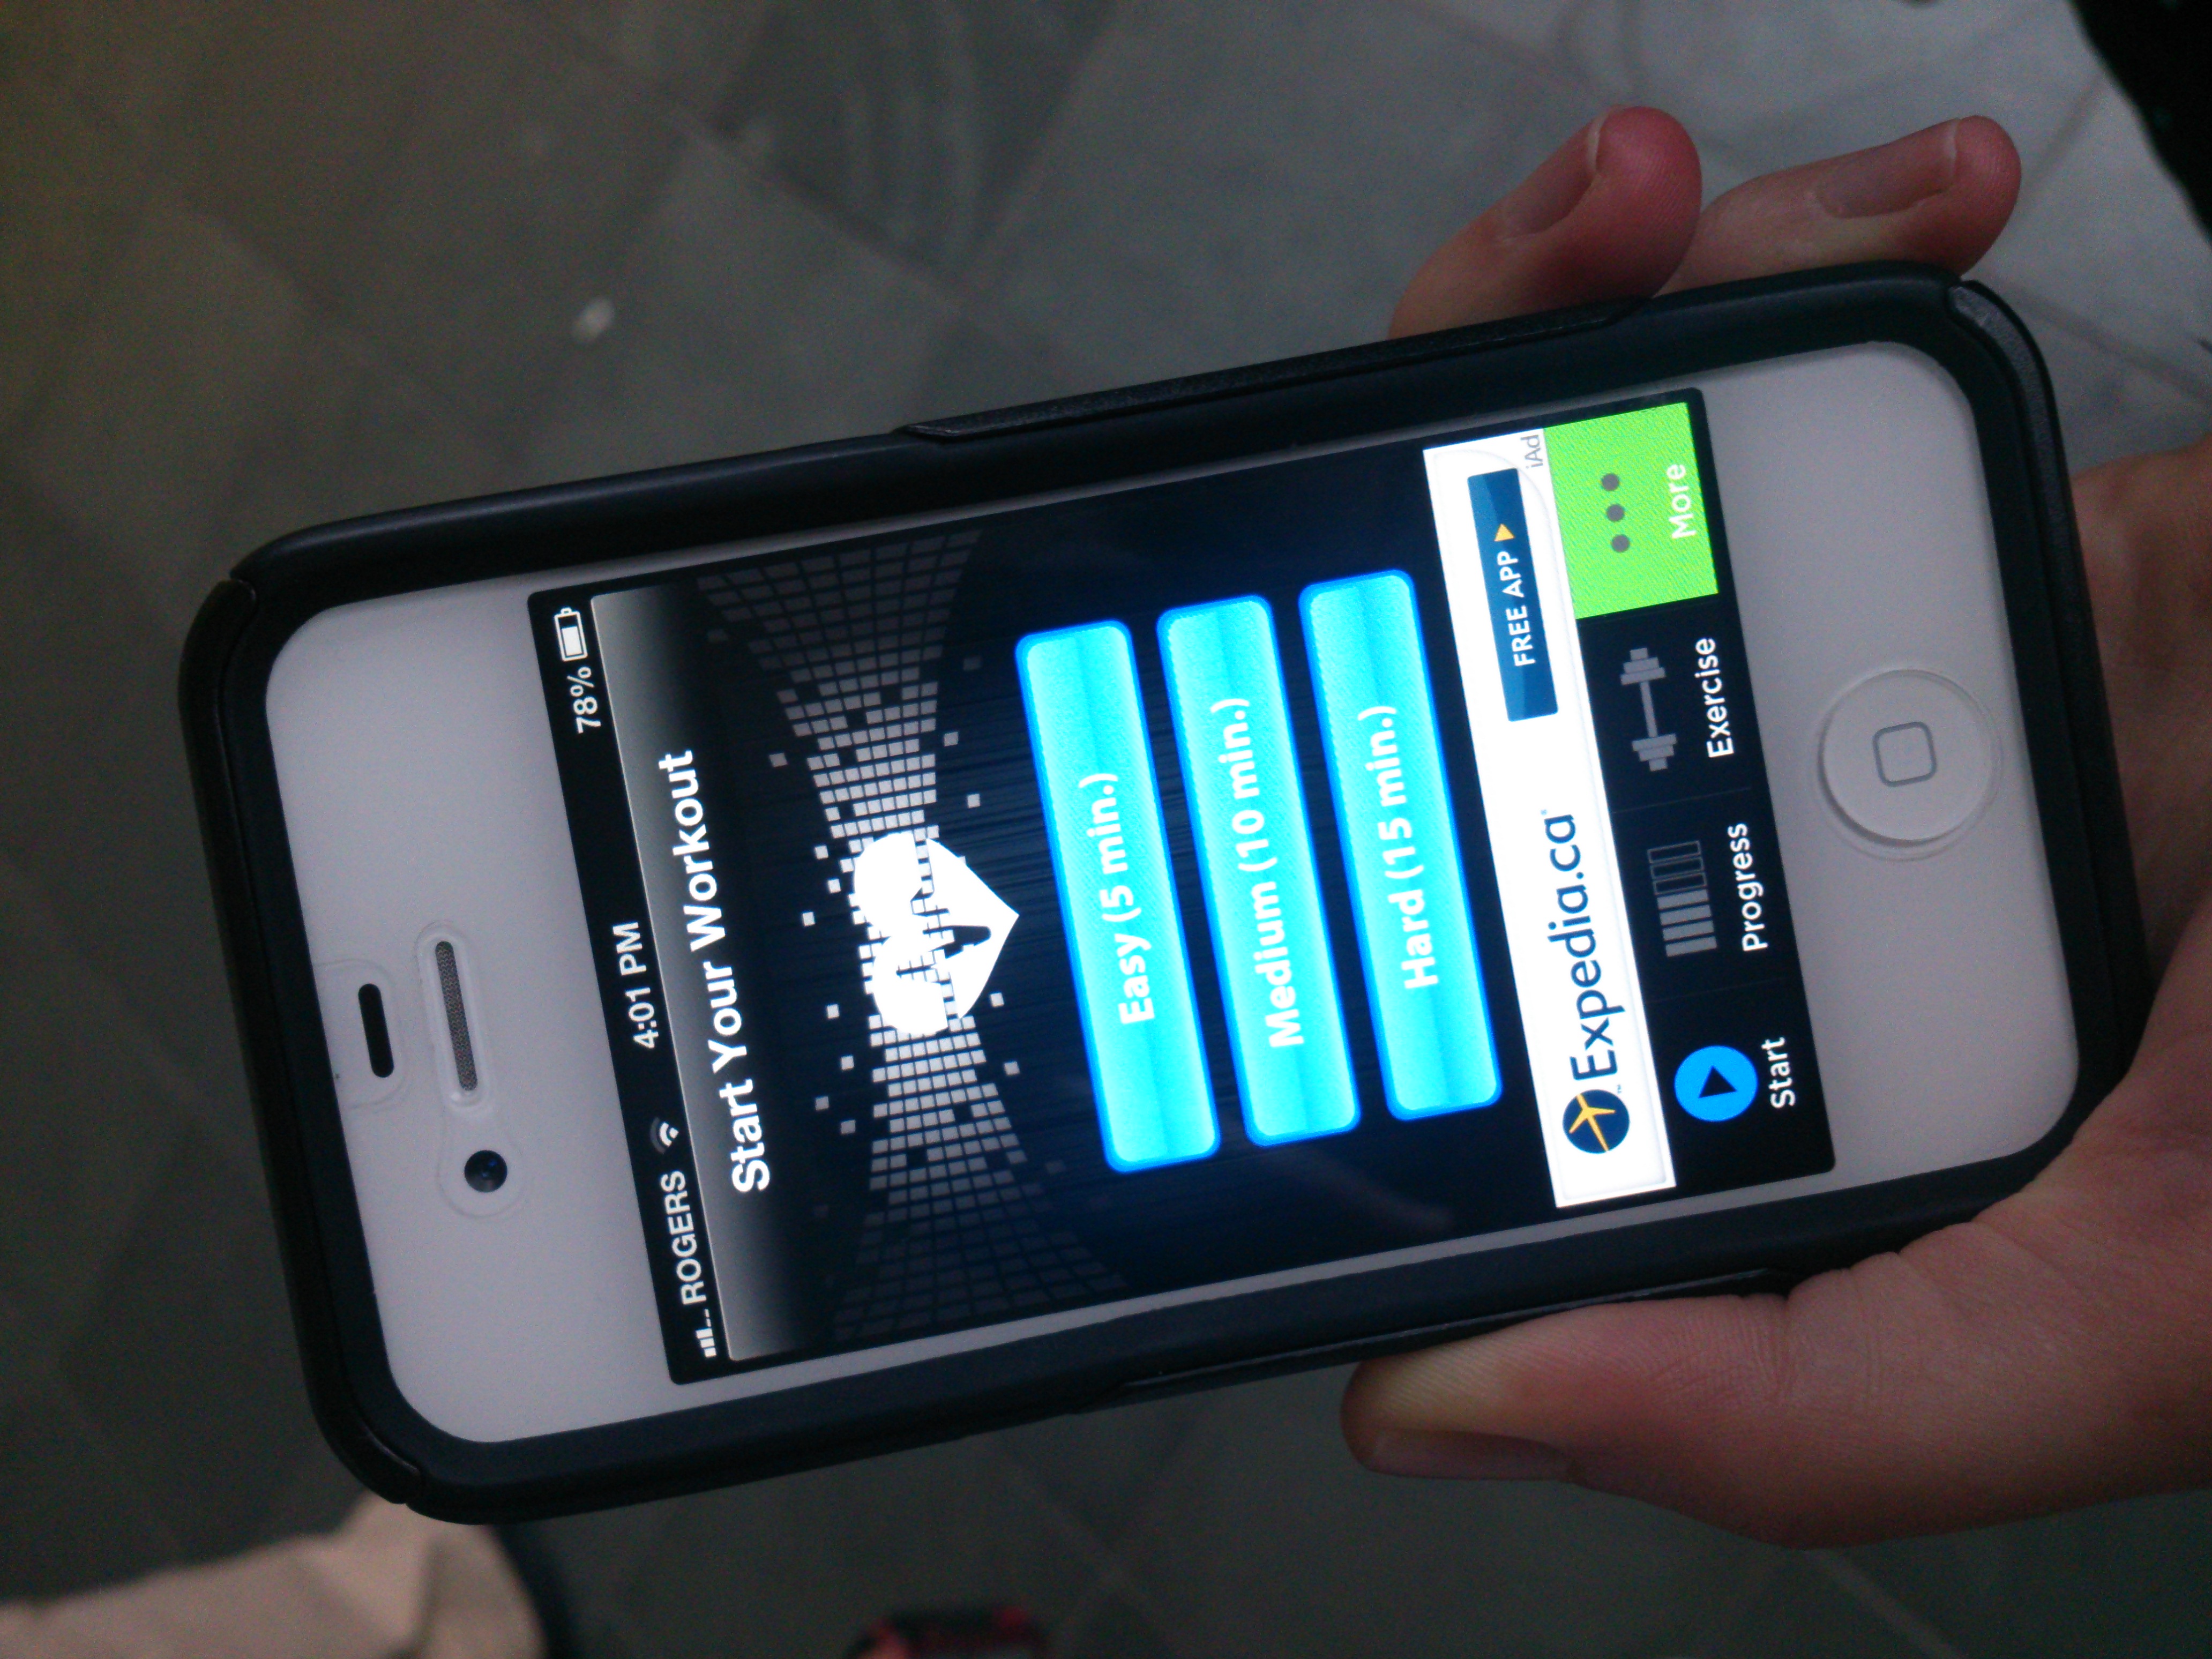 ROGERS 4:01 PM 78%
Start Your Workout
Easy (5 min.)
Medium (10 min.)
Hard (15 min.)
Expedia.ca FREE APP
™ iAd
Start Progress Exercise More